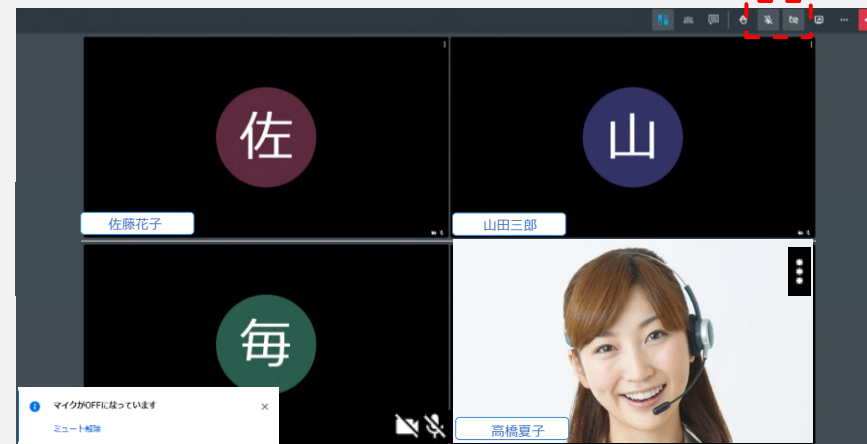 佐
山
佐藤花子
山田三郎
毎
マイクがOFFになっています
ミュート解除
高橋夏子